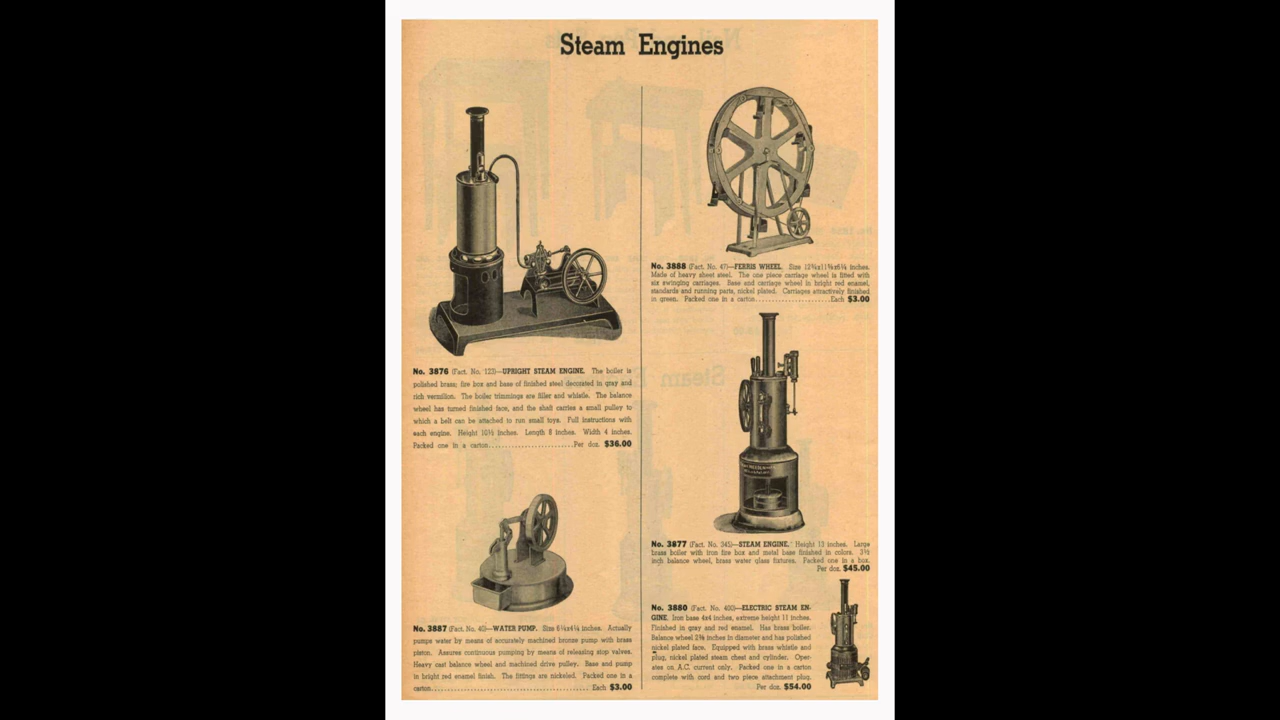 Steam Engines
No. 3876 (Fact. No. 123)—UPRIGHT STEAM ENGINE. The boiler is
polished brass; fire box and base of finished steel decorated in gray and
rich vermilion. The boiler trimmings are filler and whistle. The balance
wheel has turned finished face, and the shaft carries a small pulley to
which a belt can be attached to run small toys. Full instructions with
each engine. Height 10½ inches. Length 8 inches. Width 4 inches.
Packed one in a carton........................Per doz. $36.00
No. 3887 (Fact. No. 40)—WATER PUMP. Size 6¼x4¼ inches. Actually
pumps water by means of accurately machined bronze pump with brass
piston. Assures continuous pumping by means of releasing stop valves.
Heavy cast balance wheel and machined drive pulley. Base and pump
in bright red enamel finish. The fittings are nickeled. Packed one in a
carton.............................................. Each $3.00
No. 3888 (Fact. No. 47)—FERRIS WHEEL. Size inches.
Made of heavy sheet steel. The one piece carriage wheel is fitted with
six swinging carriages. Base and carriage wheel in bright red enamel,
standards and running parts, nickel plated. Carriages attractively finished
in green. Packed one in a carton......................Each $3.00
No. 3877 (Fact. No. 345)—STEAM ENGINE. Height 13 inches. Large
brass boiler with iron fire box and metal base finished in colors. 3½
inch balance wheel, brass water glass fixtures. Packed one in a box.
Per doz. $45.00
No. 3880 (Fact. No. 400)—ELECTRIC STEAM EN-
GINE. Iron base 4x4 inches, extreme height 11 inches.
Finished in gray and red enamel. Has brass boiler.
Balance wheel inches in diameter and has polished
nickel plated face. Equipped with brass whistle and
plug, nickel plated steam chest and cylinder. Oper-
ates on A.C. current only. Packed one in a carton
complete with cord and two piece attachment plug.
Per doz. $54.00